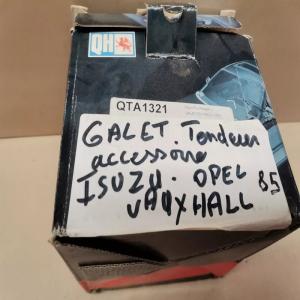 QH
QTA1321
GALET. Tendeur
accessoire
ISUZU. OPEL 85
VAUXHALL